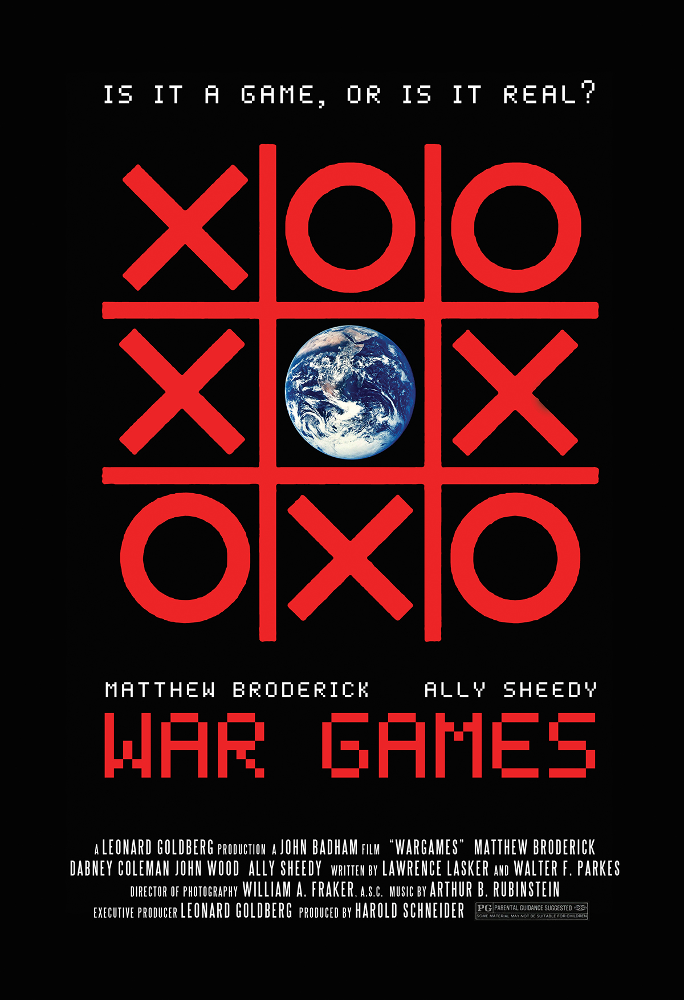 IS IT A GAME, OR IS IT REAL?
X O O
X X
O X O
MATTHEW BRODERICK ALLY SHEEDY
WAR GAMES
A LEONARD GOLDBERG PRODUCTION A JOHN BADHAM FILM “WARGAMES” MATTHEW BRODERICK
DABNEY COLEMAN JOHN WOOD ALLY SHEEDY WRITTEN BY LAWRENCE LASKER AND WALTER F. PARKES
DIRECTOR OF PHOTOGRAPHY WILLIAM A. FRAKER, A.S.C. MUSIC BY ARTHUR B. RUBINSTEIN
EXECUTIVE PRODUCER LEONARD GOLDBERG PRODUCED BY HAROLD SCHNEIDER
PG PARENTAL GUIDANCE SUGGESTED
SOME MATERIAL MAY NOT BE SUITABLE FOR CHILDREN